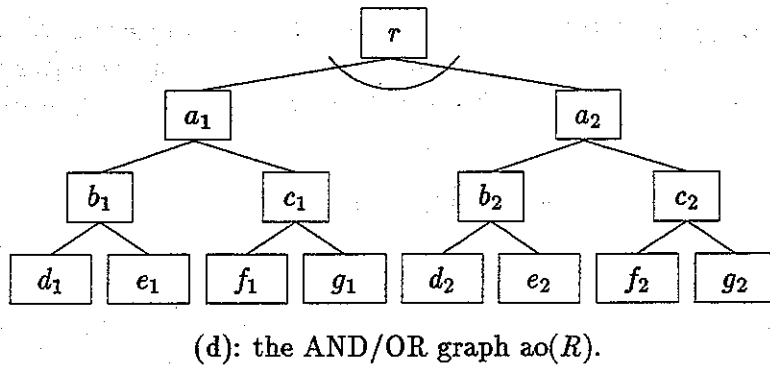 r
a₁ a₂
b₁ c₁ b₂ c₂
d₁ e₁ f₁ g₁ d₂ e₂ f₂ g₂
(d): the AND/OR graph ao(R).